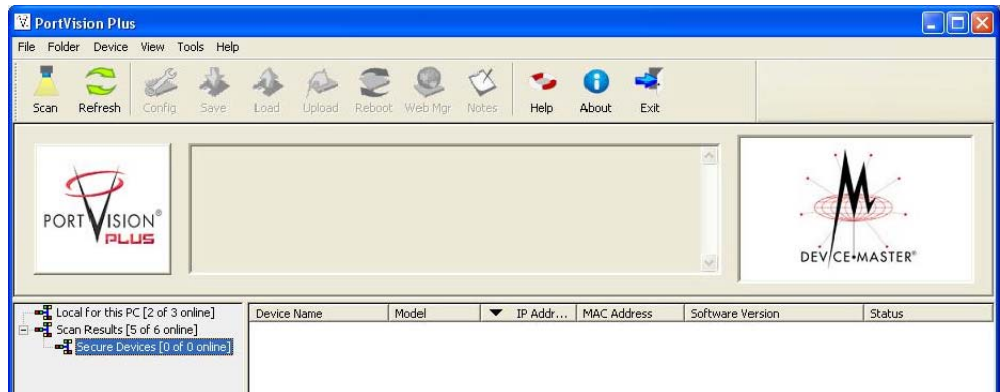 PortVision Plus
File Folder Device View Tools Help
Scan Refresh Config Save Load Upload Reboot Web Mgr Notes Help About Exit
PORT VISION®
PLUS
DEVICE•MASTER®
Local for this PC [2 of 3 online]
Scan Results [5 of 6 online]
Secure Devices [0 of 0 online]
Device Name Model IP Addr... MAC Address Software Version Status